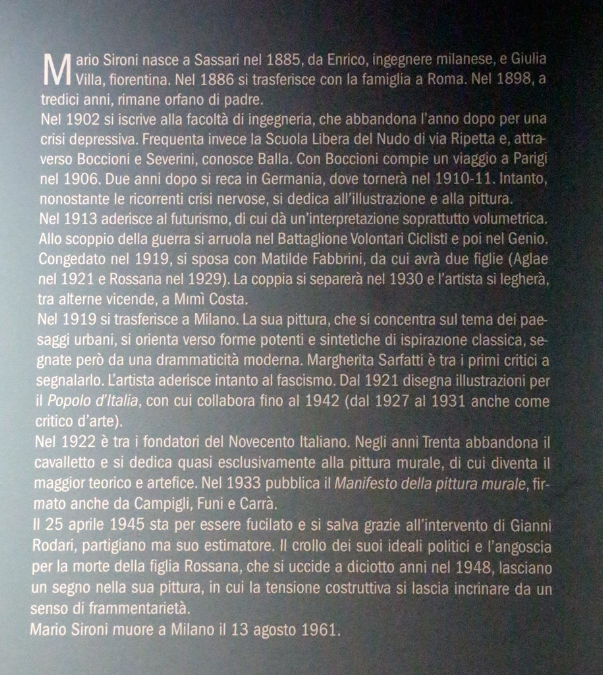 Mario Sironi nasce a Sassari nel 1885, da Enrico, ingegnere milanese, e Giulia
Villa, fiorentina. Nel 1886 si trasferisce con la famiglia a Roma. Nel 1898, a
tredici anni, rimane orfano di padre.
Nel 1902 si iscrive alla facoltà di ingegneria, che abbandona l'anno dopo per una
crisi depressiva. Frequenta invece la Scuola Libera del Nudo di via Ripetta e, attra-
verso Boccioni e Severini, conosce Balla. Con Boccioni compie un viaggio a Parigi
nel 1906. Due anni dopo si reca in Germania, dove tornerà nel 1910-11. Intanto,
nonostante le ricorrenti crisi nervose, si dedica all'illustrazione e alla pittura.
Nel 1913 aderisce al futurismo, di cui dà un'interpretazione soprattutto volumetrica.
Allo scoppio della guerra si arruola nel Battaglione Volontari Ciclisti e poi nel Genio.
Congedato nel 1919, si sposa con Matilde Fabbrini, da cui avrà due figlie (Aglae
nel 1921 e Rossana nel 1929). La coppia si separerà nel 1930 e l'artista si legherà,
tra alterne vicende, a Mimì Costa.
Nel 1919 si trasferisce a Milano. La sua pittura, che si concentra sul tema dei pae-
saggi urbani, si orienta verso forme potenti e sintetiche di ispirazione classica, se-
gnate però da una drammaticità moderna. Margherita Sarfatti è tra i primi critici a
segnalarlo. L'artista aderisce intanto al fascismo. Dal 1921 disegna illustrazioni per
il Popolo d'Italia, con cui collabora fino al 1942 (dal 1927 al 1931 anche come
critico d'arte).
Nel 1922 è tra i fondatori del Novecento Italiano. Negli anni Trenta abbandona il
cavalletto e si dedica quasi esclusivamente alla pittura murale, di cui diventa il
maggior teorico e artefice. Nel 1933 pubblica il Manifesto della pittura murale, fir-
mato anche da Campigli, Funi e Carrà.
Il 25 aprile 1945 sta per essere fucilato e si salva grazie all'intervento di Gianni
Rodari, partigiano ma suo estimatore. Il crollo dei suoi ideali politici e l'angoscia
per la morte della figlia Rossana, che si uccide a diciotto anni nel 1948, lasciano
un segno nella sua pittura, in cui la tensione costruttiva si lascia incrinare da un
senso di frammentarietà.
Mario Sironi muore a Milano il 13 agosto 1961.